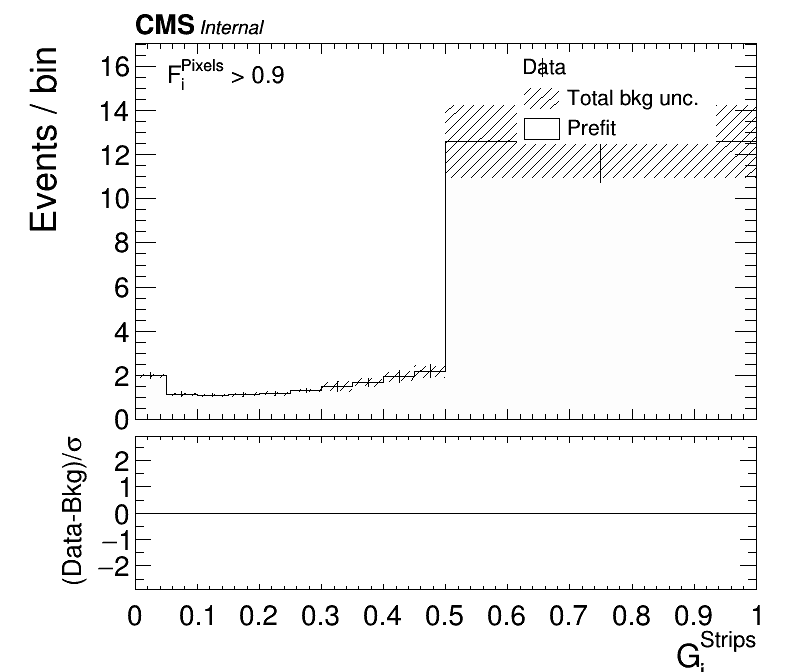 CMS Internal
F_i^Pixels > 0.9
Data
Total bkg unc.
Prefit
Events / bin
16
14
12
10
8
6
4
2
0
(Data-Bkg)/σ
2
1
0
−1
−2
0 0.1 0.2 0.3 0.4 0.5 0.6 0.7 0.8 0.9 1
G_i^Strips